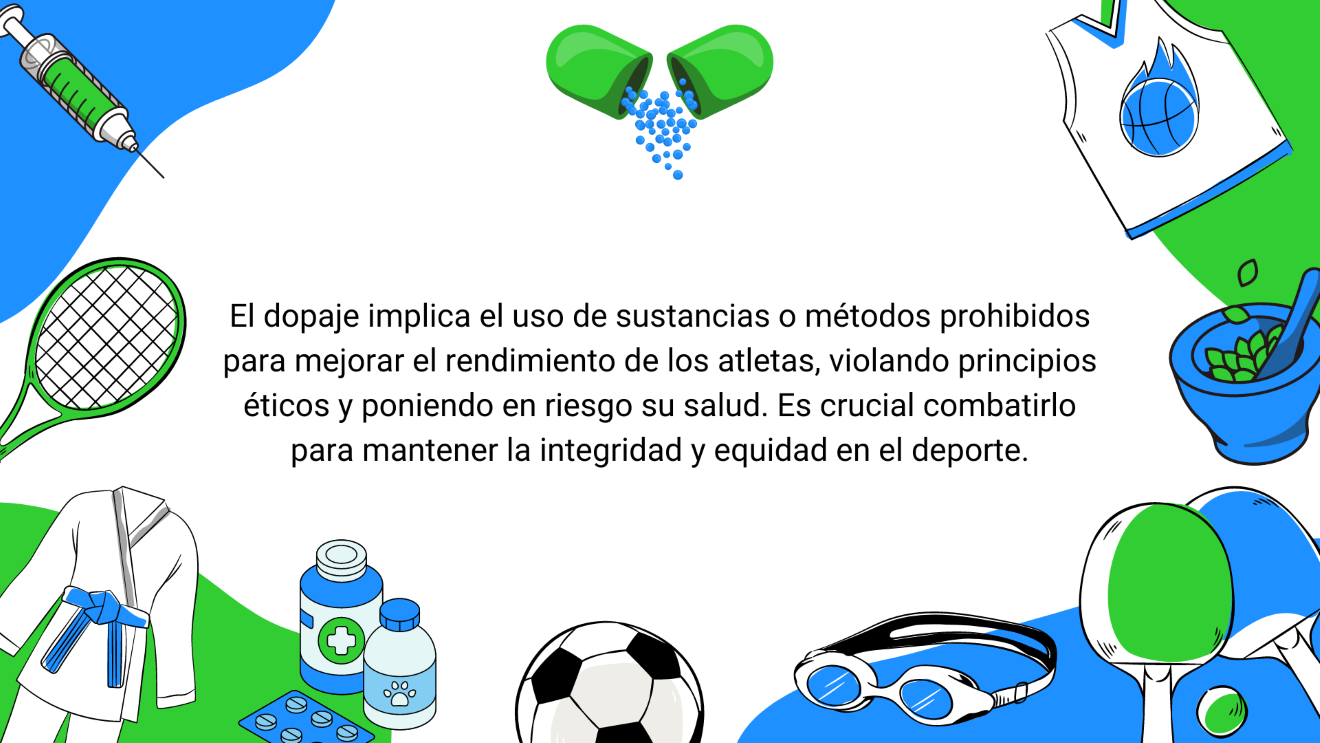 El dopaje implica el uso de sustancias o métodos prohibidos
para mejorar el rendimiento de los atletas, violando principios
éticos y poniendo en riesgo su salud. Es crucial combatirlo
para mantener la integridad y equidad en el deporte.